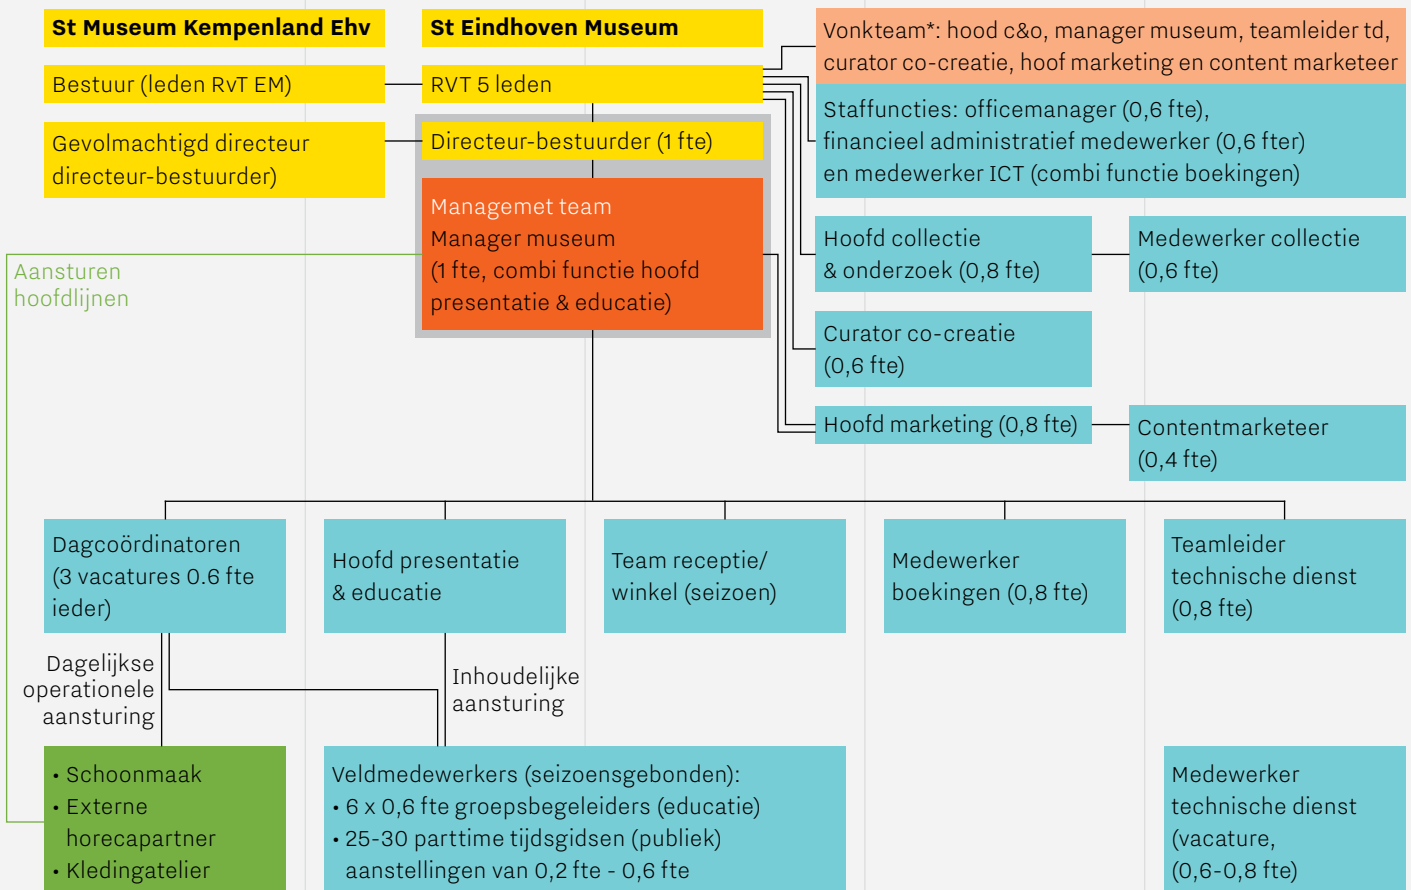 St Museum Kempenland Ehv
St Eindhoven Museum
Vonkteam*: hood c&o, manager museum, teamleider td,
curator co-creatie, hoof marketing en content marketeer
Bestuur (leden RvT EM)
RVT 5 leden
Staffuncties: officemanager (0,6 fte),
financieel administratief medewerker (0,6 fter)
en medewerker ICT (combi functie boekingen)
Gevolmachtigd directeur
directeur-bestuurder)
Directeur-bestuurder (1 fte)
Managemet team
Manager museum
(1 fte, combi functie hoofd
presentatie & educatie)
Hoofd collectie
& onderzoek (0,8 fte)
Medewerker collectie
(0,6 fte)
Aansturen
hoofdlijnen
Curator co-creatie
(0,6 fte)
Hoofd marketing (0,8 fte)
Contentmarketeer
(0,4 fte)
Dagcoördinatoren
(3 vacatures 0.6 fte
ieder)
Hoofd presentatie
& educatie
Team receptie/
winkel (seizoen)
Medewerker
boekingen (0,8 fte)
Teamleider
technische dienst
(0,8 fte)
Dagelijkse
operationele
aansturing
Inhoudelijke
aansturing
• Schoonmaak
• Externe
horecapartner
• Kledingatelier
Veldmedewerkers (seizoensgebonden):
• 6 x 0,6 fte groepsbegeleiders (educatie)
• 25-30 parttime tijdsgidsen (publiek)
aanstellingen van 0,2 fte - 0,6 fte
Medewerker
technische dienst
(vacature,
(0,6-0,8 fte)